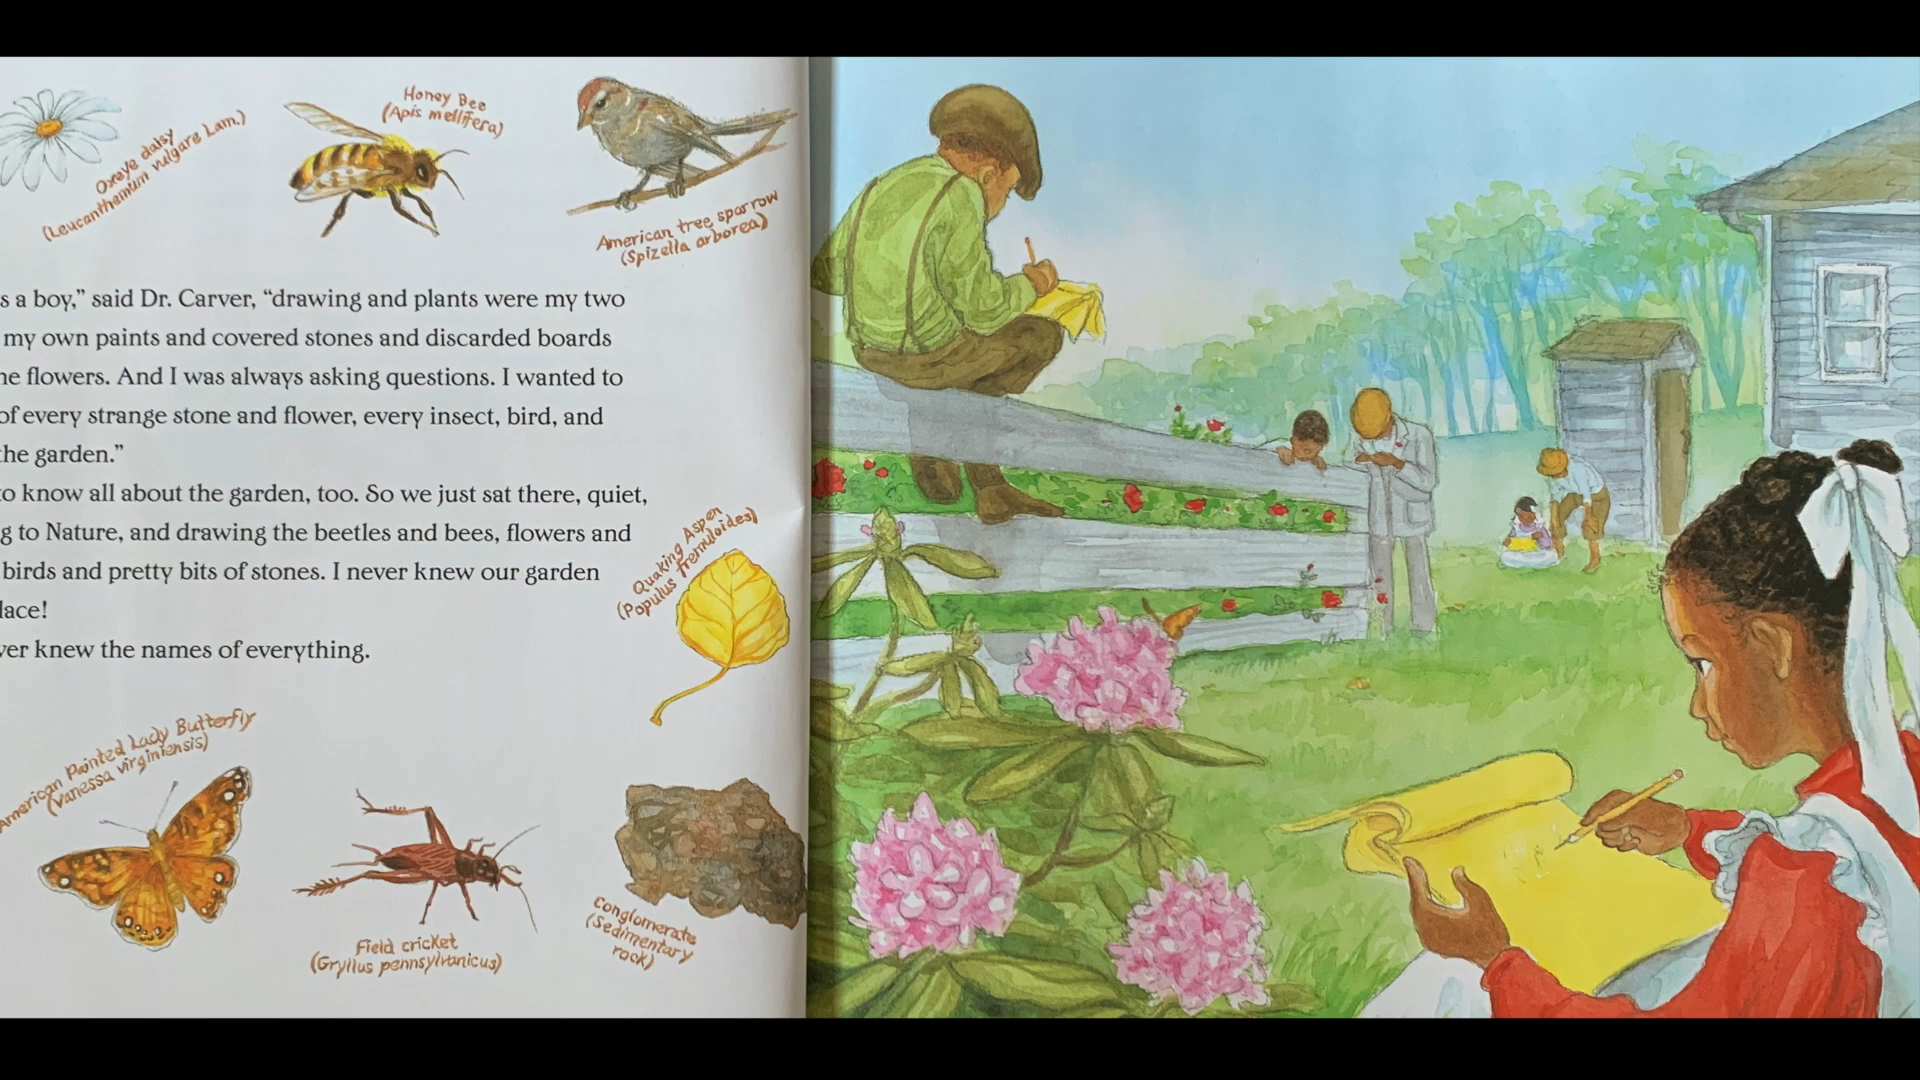 Oxeye daisy
(Leucanthemum vulgare Lam.)
Honey Bee
(Apis mellifera)
American tree sparrow
(Spizella arborea)
s a boy,” said Dr. Carver, “drawing and plants were my two
my own paints and covered stones and discarded boards
he flowers. And I was always asking questions. I wanted to
of every strange stone and flower, every insect, bird, and
the garden.”
to know all about the garden, too. So we just sat there, quiet,
g to Nature, and drawing the beetles and bees, flowers and
birds and pretty bits of stones. I never knew our garden
lace!
ver knew the names of everything.
Quaking Aspen
(Populus tremuloides)
American Painted Lady Butterfly
(Vanessa virginiensis)
Field cricket
(Gryllus pennsylvanicus)
Conglomerate
(Sedimentary
rock)